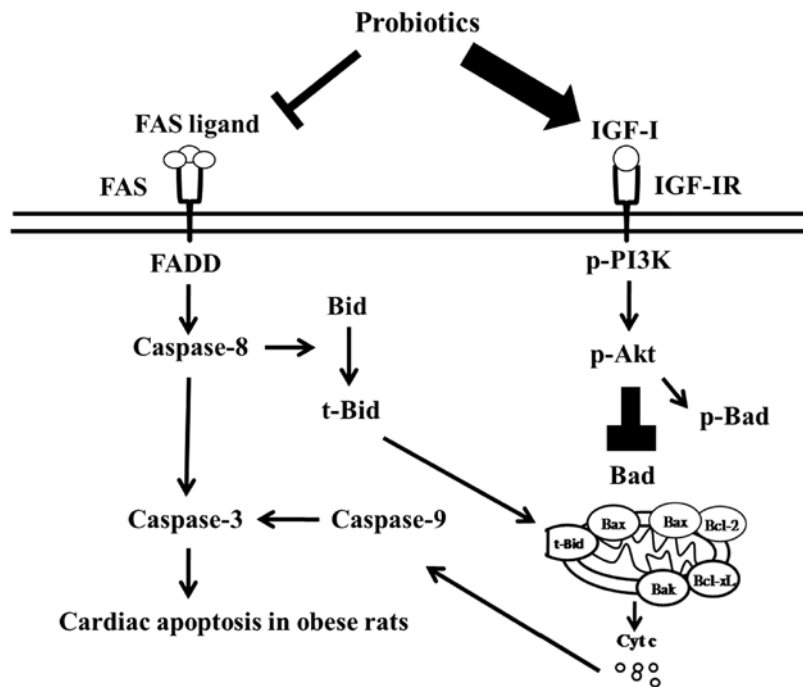 Probiotics
FAS ligand
IGF-I
FAS
IGF-IR
FADD
p-PI3K
Bid
Caspase-8
p-Akt
t-Bid
p-Bad
Bad
Caspase-3
Caspase-9
Bax
Bax
Bcl-2
t-Bid
Bak
Bcl-xL
Cyt c
Cardiac apoptosis in obese rats